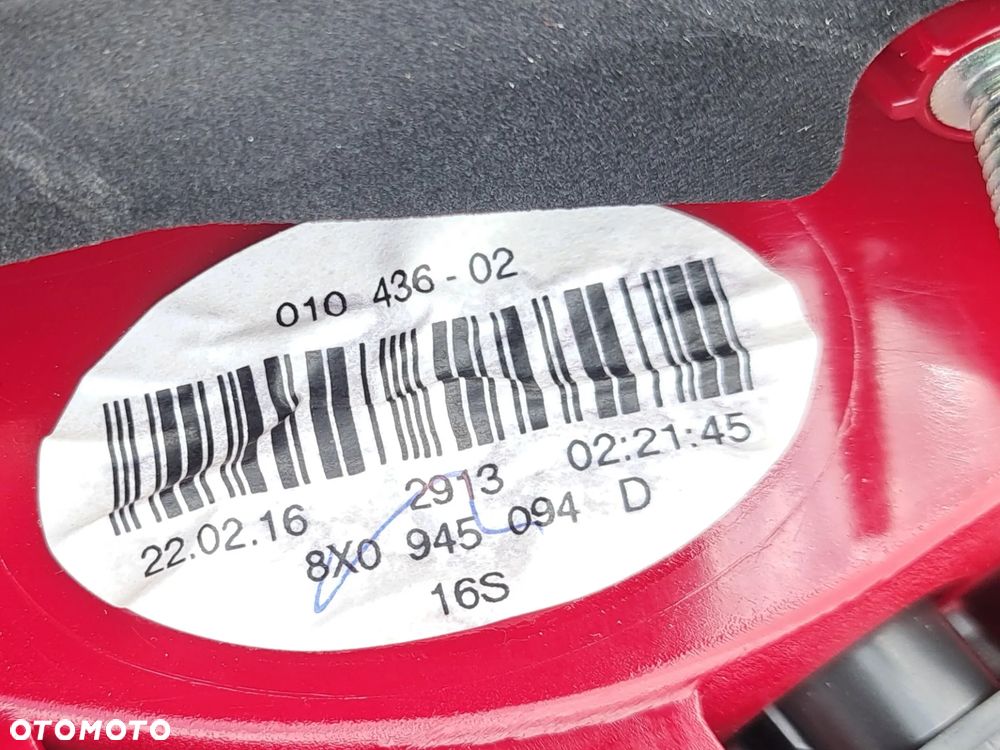 010 436-02
22.02.16 2913 02:21:45
8X0 945 094 D
16S
OTOMOTO